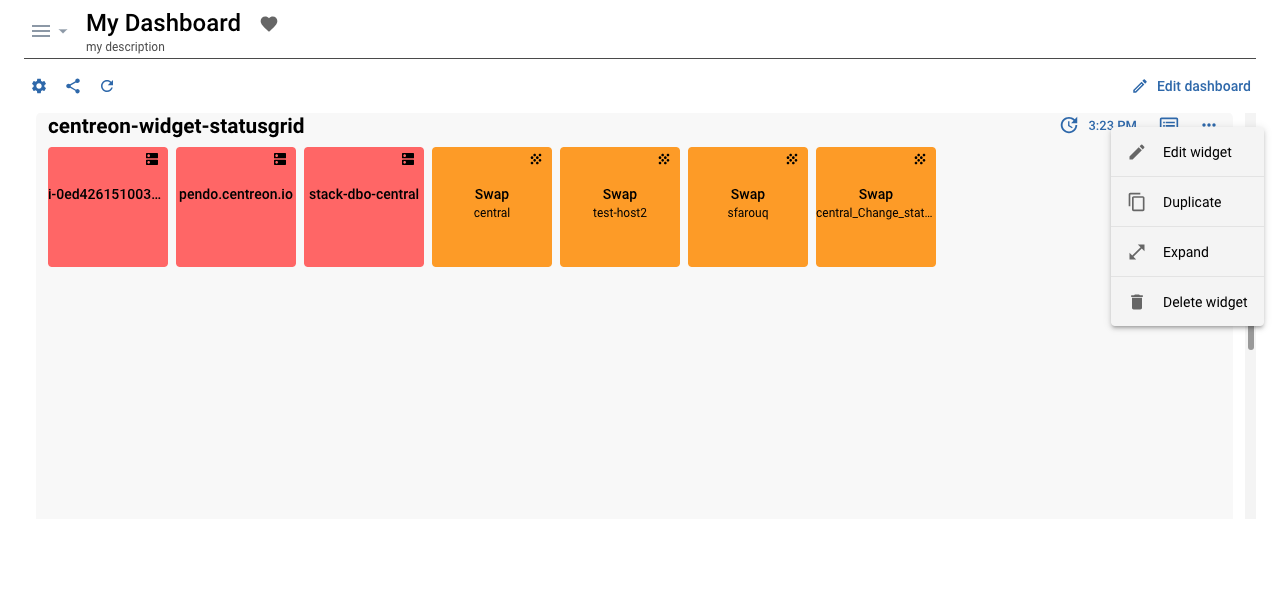 My Dashboard
my description
Edit dashboard
centreon-widget-statusgrid
3:23 PM
i-0ed426151003...
pendo.centreon.io
stack-dbo-central
Swap
central
Swap
test-host2
Swap
sfarouq
Swap
central_Change_stat...
Edit widget
Duplicate
Expand
Delete widget